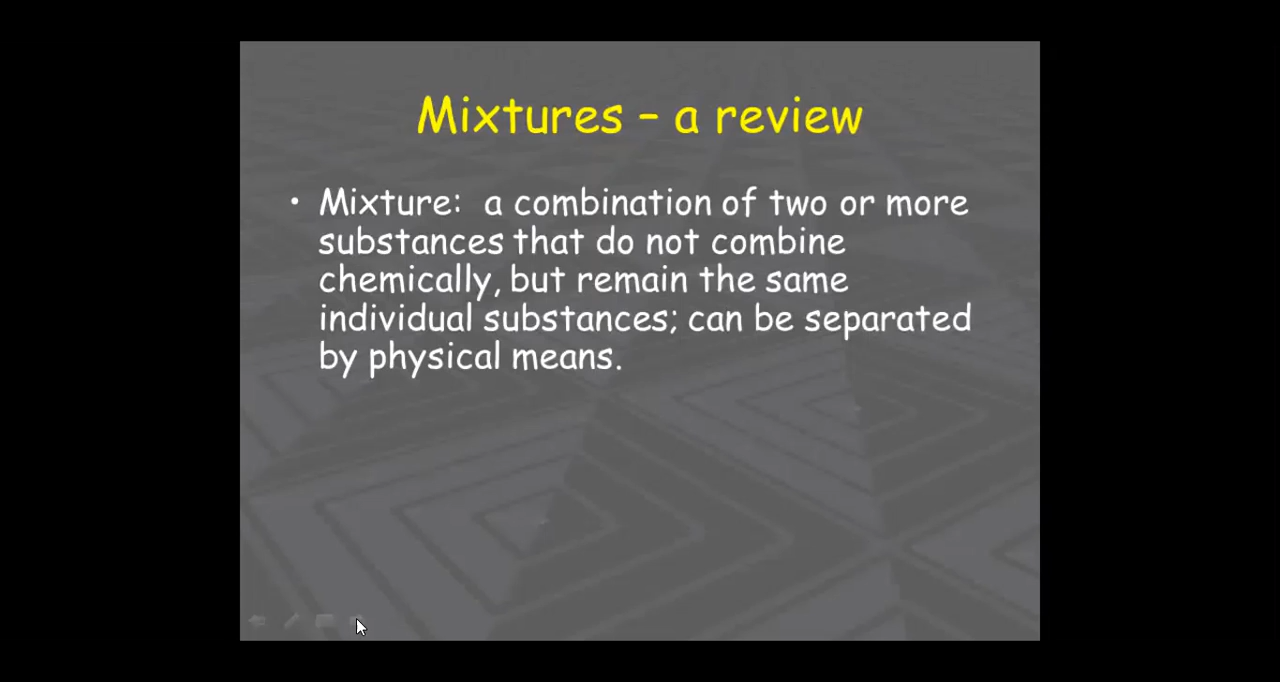 Mixtures – a review
• Mixture:  a combination of two or more
substances that do not combine
chemically, but remain the same
individual substances; can be separated
by physical means.